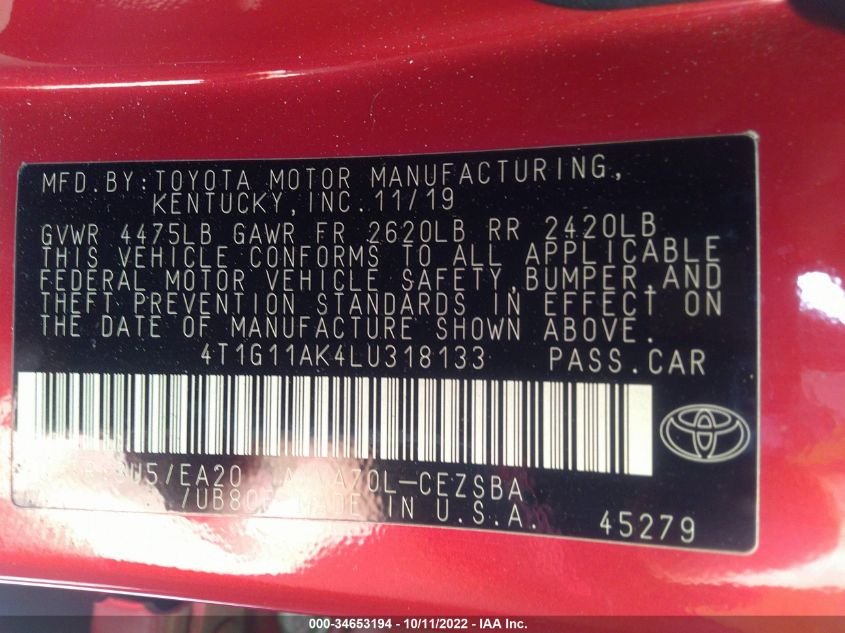 MFD.BY:TOYOTA MOTOR MANUFACTURING,
KENTUCKY,INC.11/19
GVWR 4475LB GAWR FR 2620LB RR 2420LB
THIS VEHICLE CONFORMS TO ALL APPLICABLE
FEDERAL MOTOR VEHICLE SAFETY,BUMPER,AND
THEFT PREVENTION STANDARDS IN EFFECT ON
THE DATE OF MANUFACTURE SHOWN ABOVE.
4T1G11AK4LU318133 PASS.CAR
A70L-CEZSBA
MADE IN U.S.A. 45279
000-34653194 - 10/11/2022 - IAA Inc.